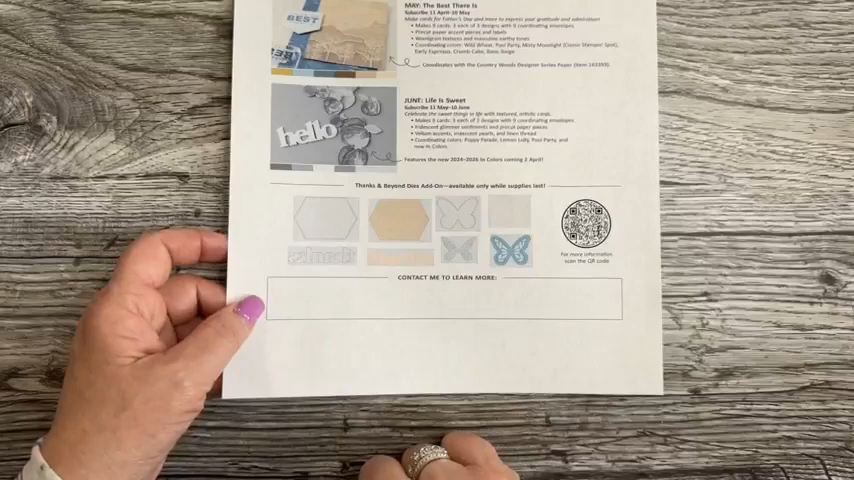 MAY: The Best There Is
Subscribe 11 April–10 May
Make cards for Father's Day and more to express your gratitude and admiration!
• Makes 9 cards: 3 each of 3 designs with 9 coordinating envelopes
• Precut paper accent pieces and labels
• Woodgrain textures and masculine earthy tones
• Coordinating colors: Wild Wheat, Pool Party, Misty Moonlight (Classic Stampin' Spot), Early Espresso, Crumb Cake, Basic Beige
Coordinates with the Country Woods Designer Series Paper (item 163393).
BEST
JUNE: Life Is Sweet
Subscribe 11 May–10 June
Celebrate the sweet things in life with textured, artistic cards.
• Makes 9 cards: 3 each of 3 designs with 9 coordinating envelopes
• Iridescent glimmer sentiments and precut paper pieces
• Vellum accents, iridescent pearls, and linen thread
• Coordinating colors: Poppy Parade, Lemon Lolly, Pool Party, and new In Colors
Features the new 2024–2026 In Colors coming 2 April!
hello
Thanks & Beyond Dies Add-On—available only while supplies last!
For more information
scan the QR code
CONTACT ME TO LEARN MORE: